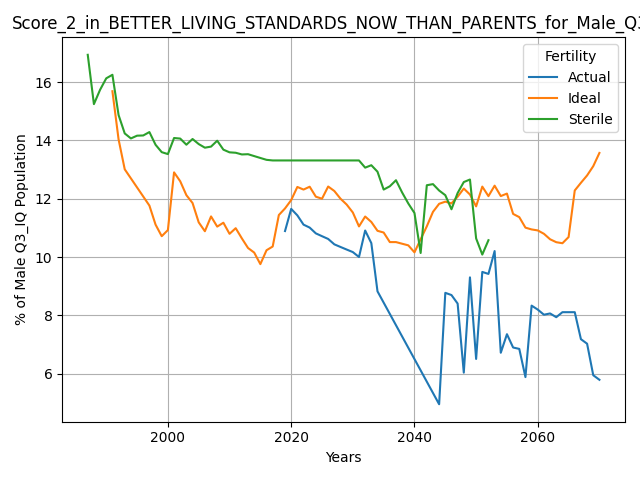 Score_2_in_BETTER_LIVING_STANDARDS_NOW_THAN_PARENTS_for_Male_Q3
Fertility
Actual
Ideal
Sterile
16
14
12
10
8
6
% of Male Q3_IQ Population
2000
2020
2040
2060
Years